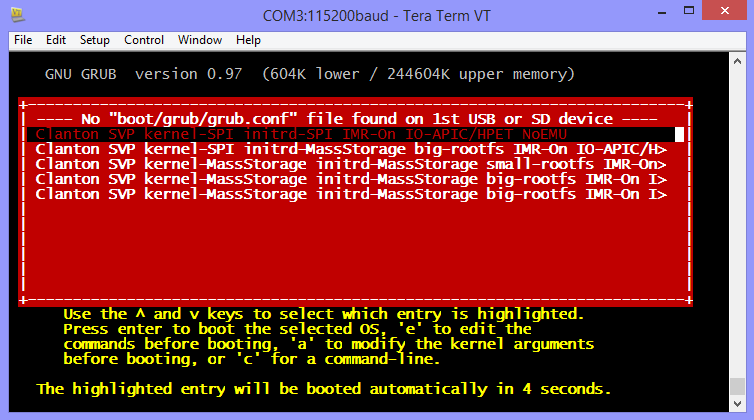 COM3:115200baud - Tera Term VT
File Edit Setup Control Window Help
GNU GRUB version 0.97 (604K lower / 244604K upper memory)
---- No "boot/grub/grub.conf" file found on 1st USB or SD device ----
Clanton SVP kernel-SPI initrd-SPI IMR-On IO-APIC/HPET NoEMU
Clanton SVP kernel-SPI initrd-MassStorage big-rootfs IMR-On IO-APIC/H>
Clanton SVP kernel-MassStorage initrd-MassStorage small-rootfs IMR-On>
Clanton SVP kernel-MassStorage initrd-MassStorage big-rootfs IMR-On I>
Clanton SVP kernel-MassStorage initrd-MassStorage big-rootfs IMR-On I>
Use the ^ and v keys to select which entry is highlighted.
Press enter to boot the selected OS, 'e' to edit the
commands before booting, 'a' to modify the kernel arguments
before booting, or 'c' for a command-line.
The highlighted entry will be booted automatically in 4 seconds.